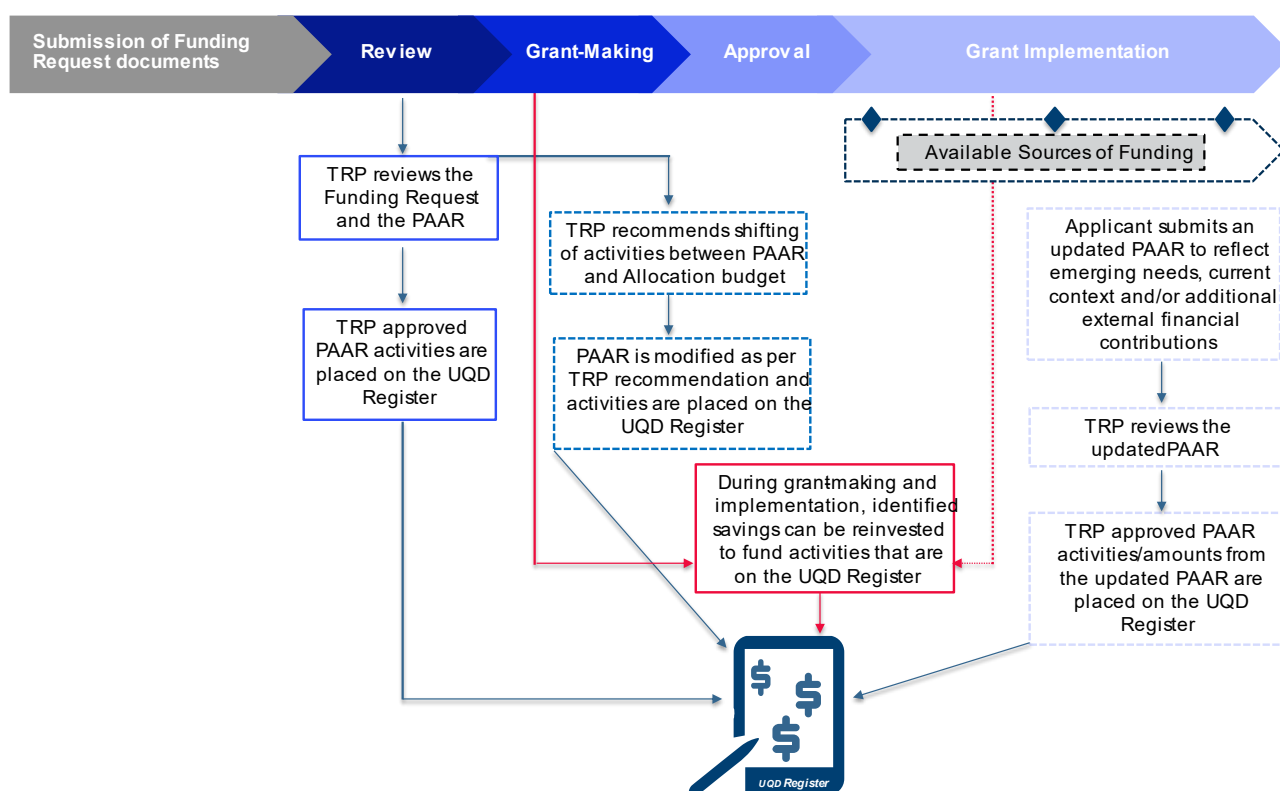 Submission of Funding
Request documents
Review
Grant-Making
Approval
Grant Implementation
Available Sources of Funding
TRP reviews the
Funding Request
and the PAAR
TRP recommends shifting
of activities between PAAR
and Allocation budget
Applicant submits an
updated PAAR to reflect
emerging needs, current
context and/or additional
external financial
contributions
TRP approved
PAAR activities are
placed on the UQD
Register
PAAR is modified as per
TRP recommendation and
activities are placed on the
UQD Register
TRP reviews the
updatedPAAR
During grant-making and
implementation, identified
savings can be reinvested
to fund activities that are
on the UQD Register
TRP approved PAAR
activities/amounts from
the updated PAAR are
placed on the UQD
Register
$
$
$
UQD Register